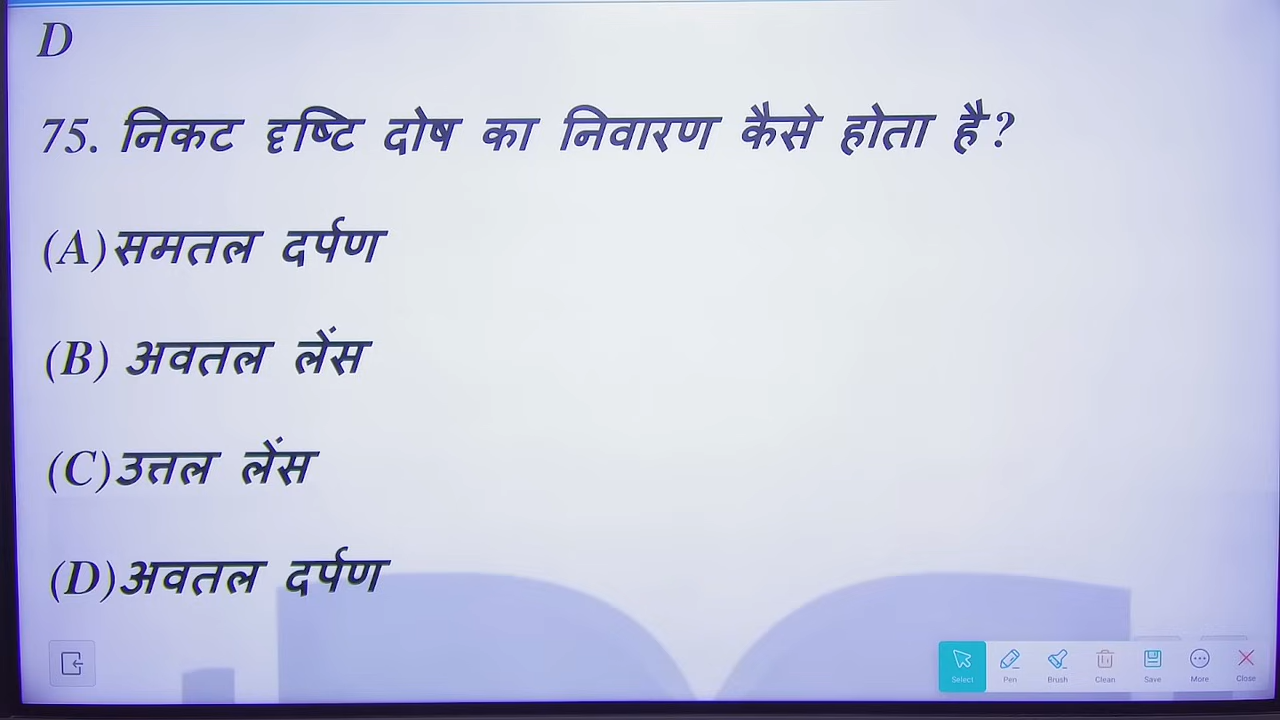 D
75. निकट दृष्टि दोष का निवारण कैसे होता है?
(A)समतल दर्पण
(B) अवतल लेंस
(C)उत्तल लेंस
(D)अवतल दर्पण
Select Pen Brush Clean Save More Close